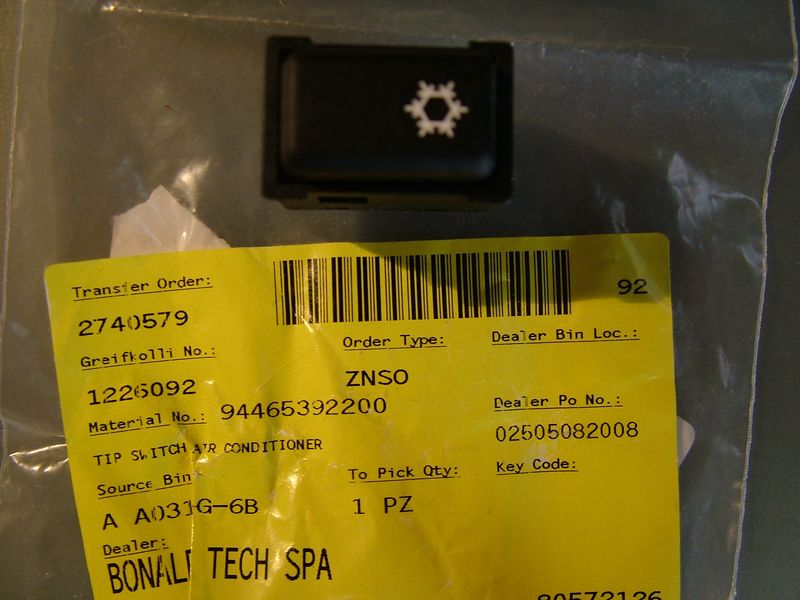 Transfer Order:
92
2740579
Order Type:
Dealer Bin Loc.:
Greifkolli No.:
ZNSO
1226092
Dealer Po No.:
Material No.: 94465392200
02505082008
TIP SWITCH AIR CONDITIONER
To Pick Qty:
Key Code:
Source Bin
A A031G-6B
1 PZ
Dealer:
TECH SPA